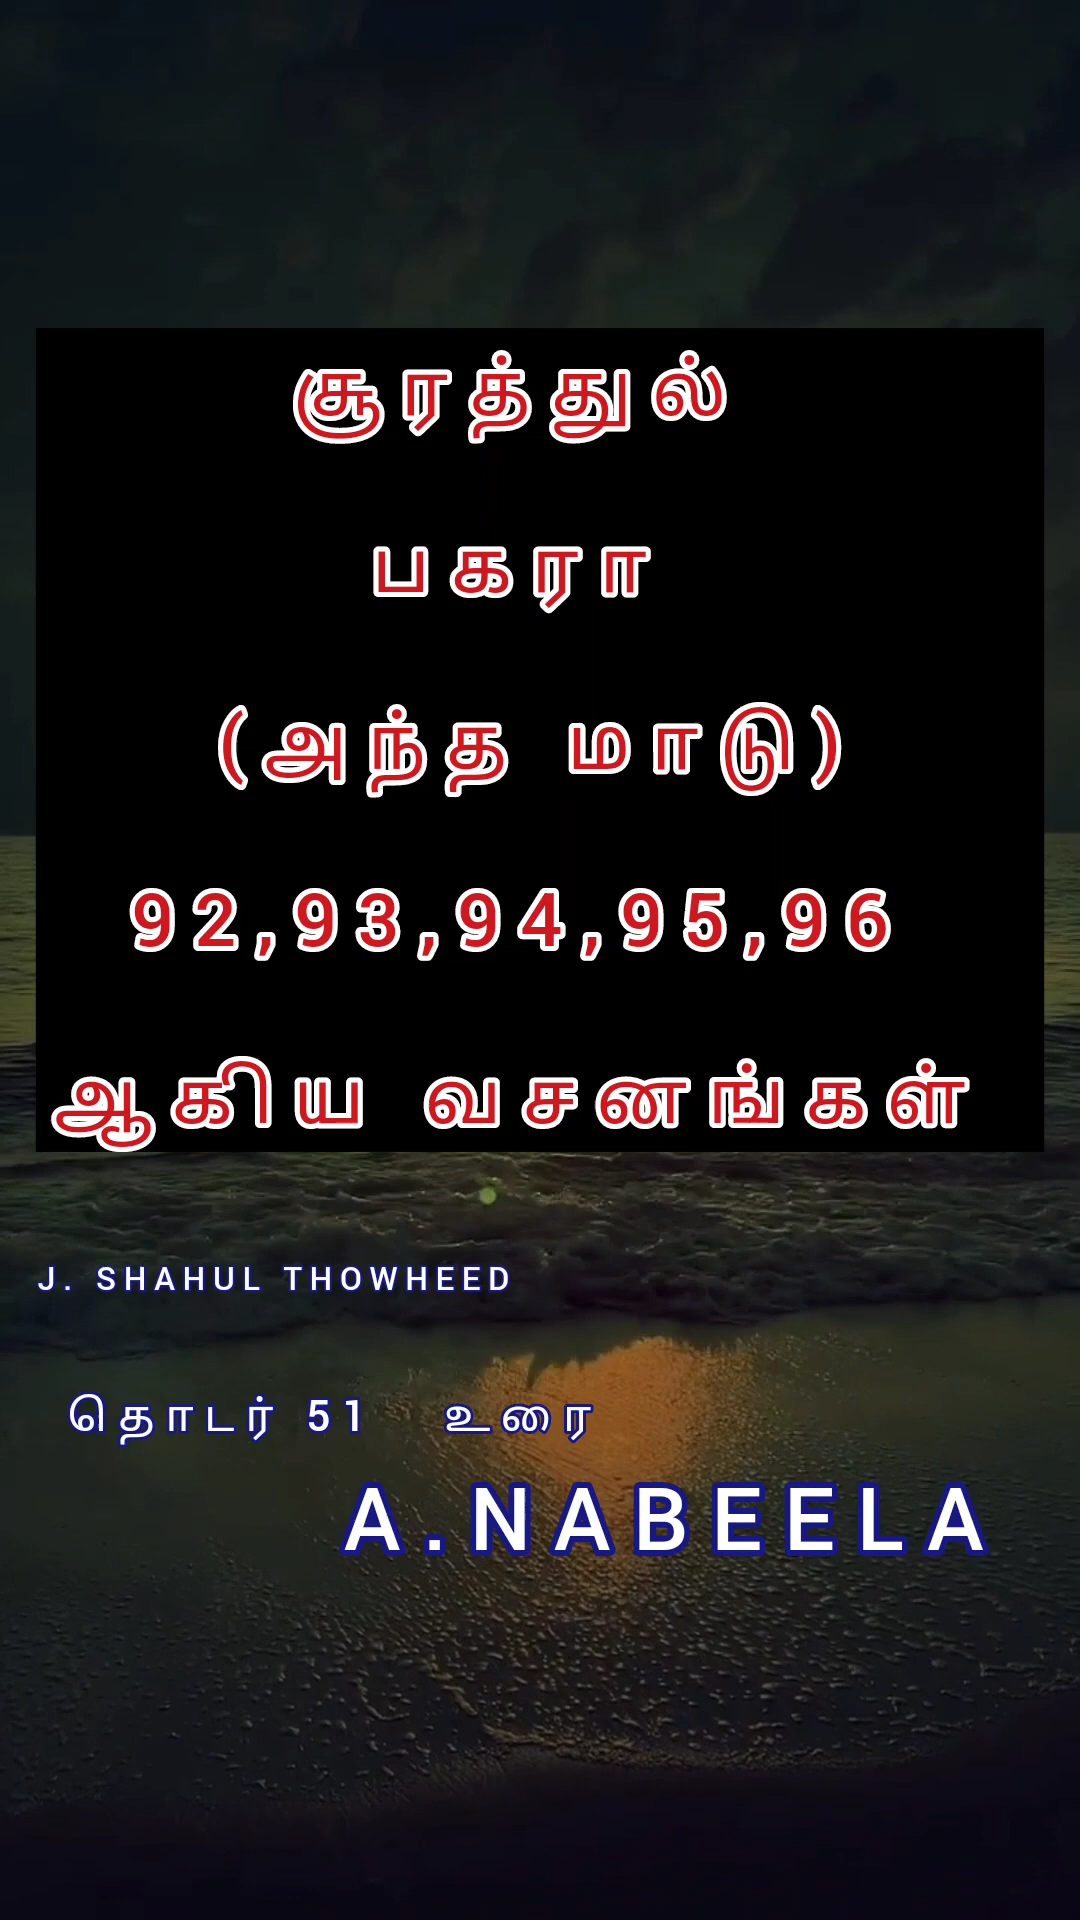 சூரத்துல்
பகரா
(அந்த மாடு)
92,93,94,95,96
ஆகிய வசனங்கள்
J. SHAHUL THOWHEED
தொடர் 51 உரை
A.NABEELA